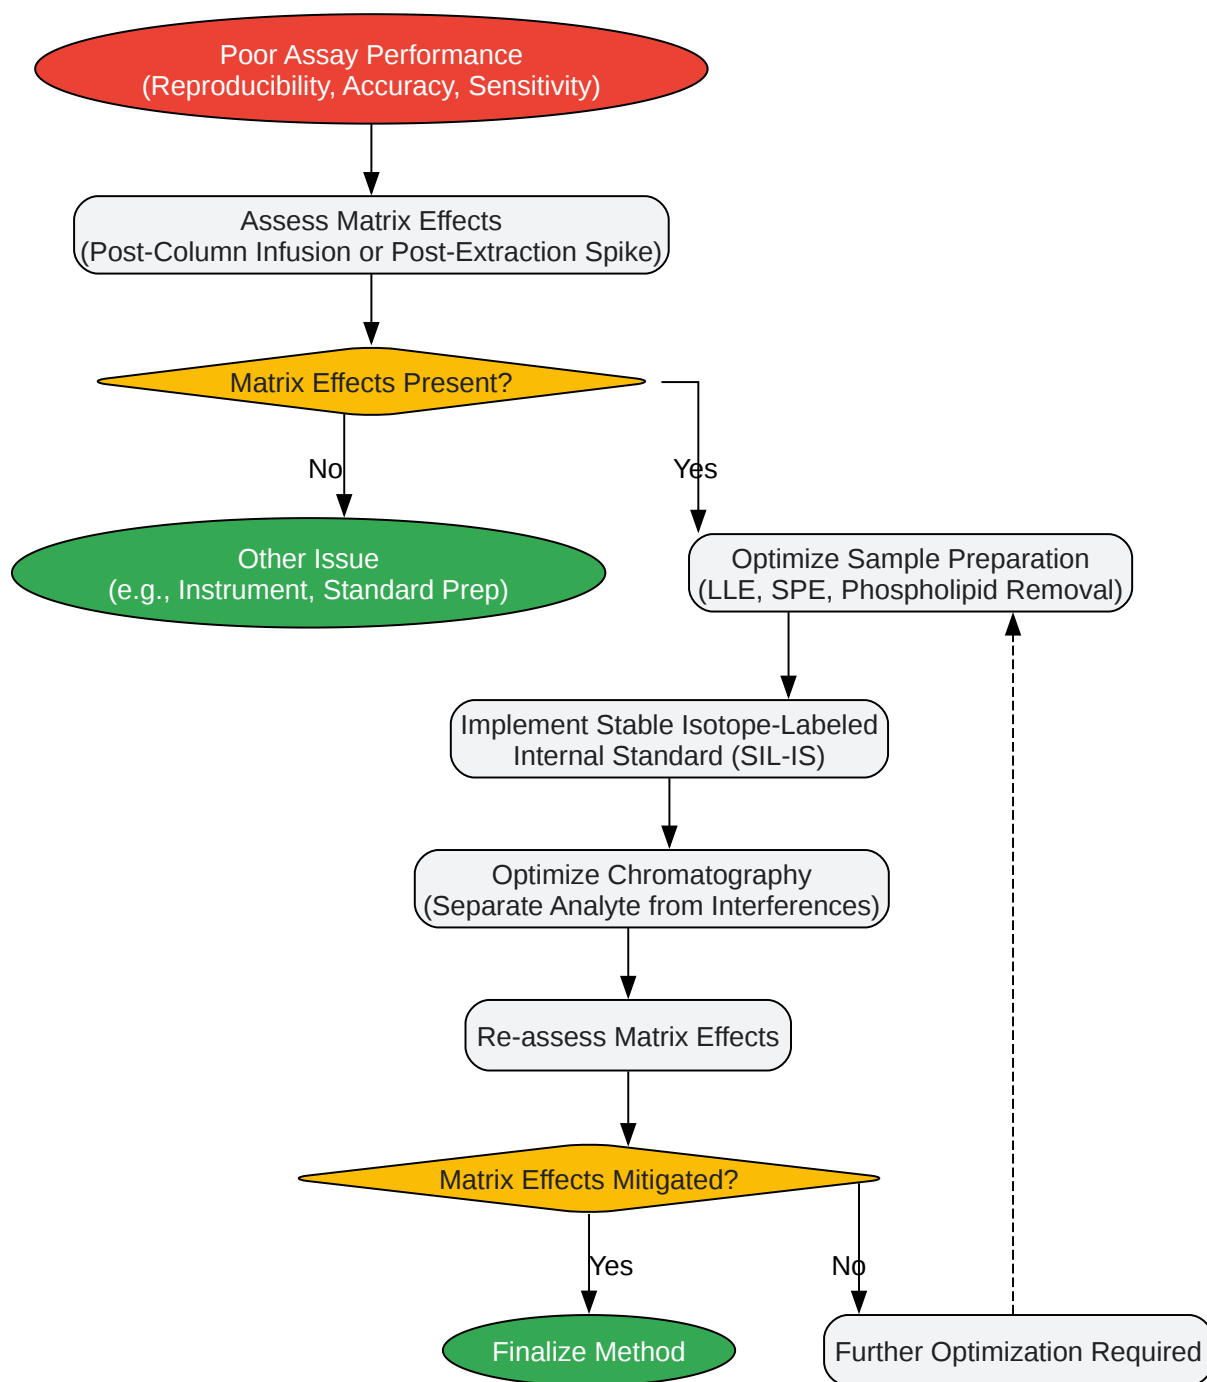 Poor Assay Performance
(Reproducibility, Accuracy, Sensitivity)
Assess Matrix Effects
(Post-Column Infusion or Post-Extraction Spike)
Matrix Effects Present?
No
Yes
Other Issue
(e.g., Instrument, Standard Prep)
Optimize Sample Preparation
(LLE, SPE, Phospholipid Removal)
Implement Stable Isotope-Labeled
Internal Standard (SIL-IS)
Optimize Chromatography
(Separate Analyte from Interferences)
Re-assess Matrix Effects
Matrix Effects Mitigated?
Yes
No
Finalize Method
Further Optimization Required